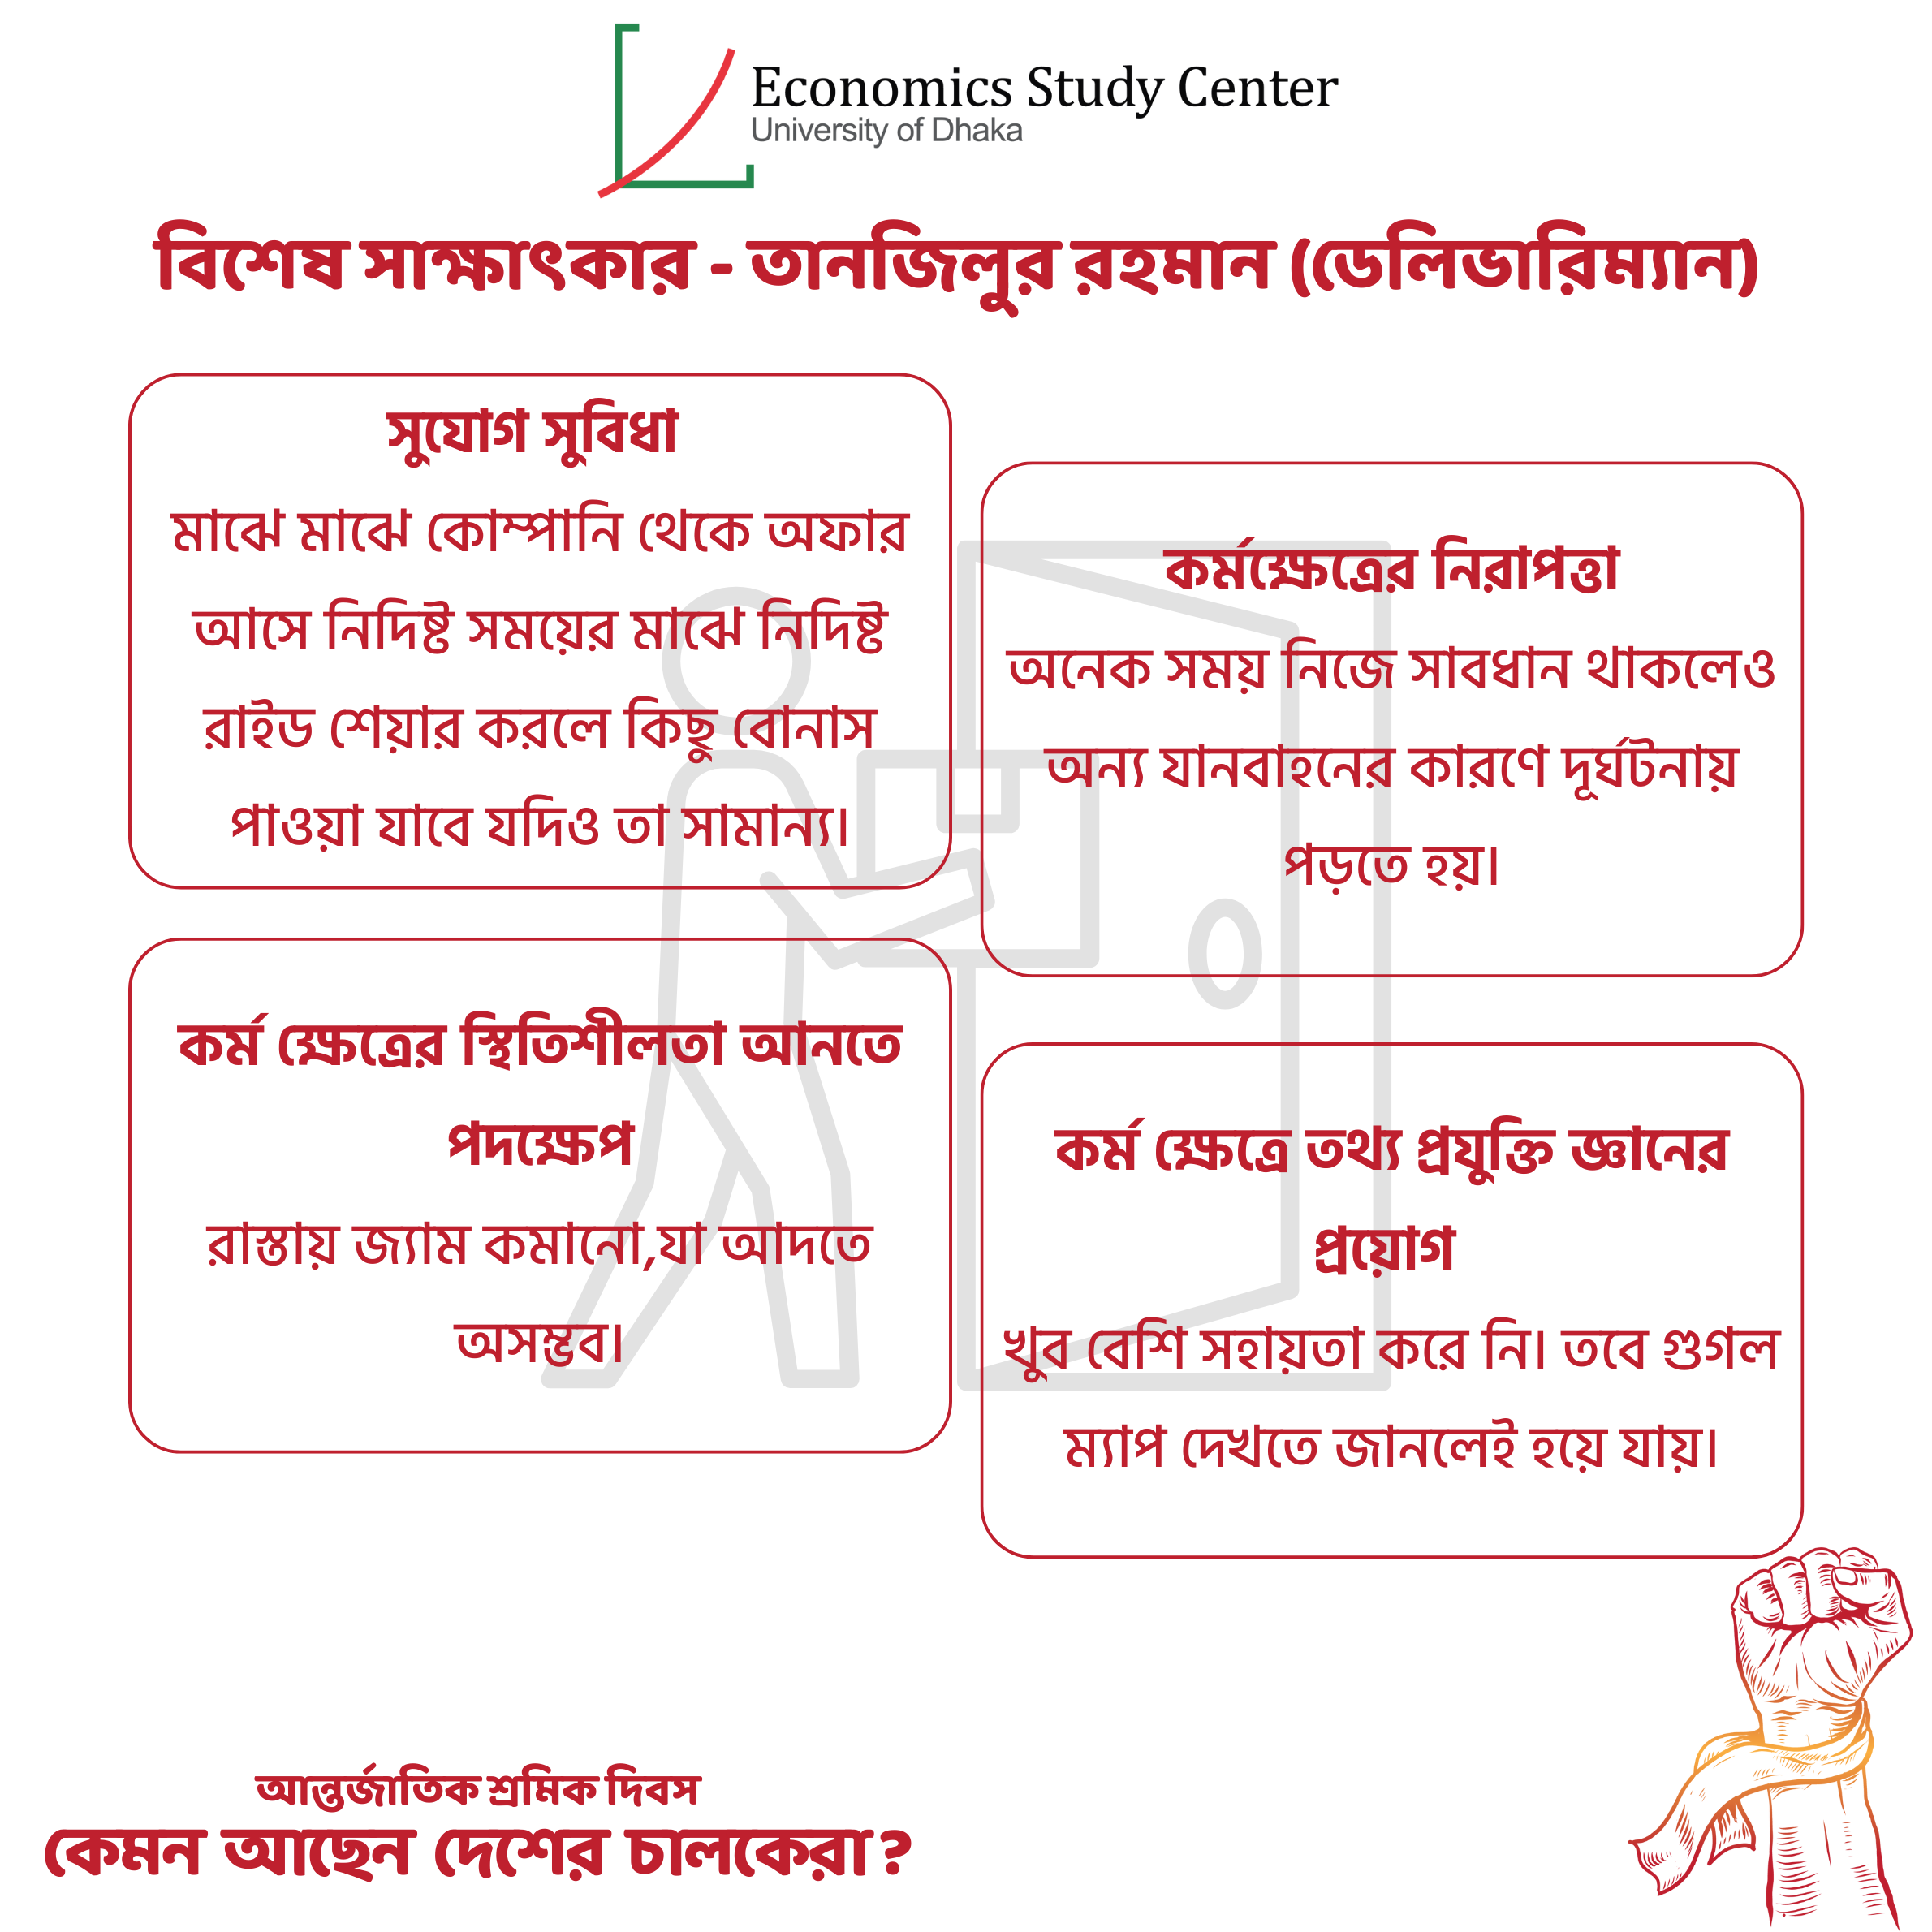 Economics Study Center
University of Dhaka
বিশেষ সাক্ষাৎকার - তানজিলুর রহমান (ডেলিভারিম্যান)
সুযোগ সুবিধা
মাঝে মাঝে কোম্পানি থেকে অফার
আসে নিদিষ্ট সময়ের মাঝে নিদিষ্ট
রাইড শেয়ার করলে কিছু বোনাস
পাওয়া যাবে যদিও তা সামান্য।
কর্মক্ষেত্রের নিরাপত্তা
অনেক সময় নিজে সাবধান থাকলেও
অন্য যানবাহনের কারণে দূর্ঘটনায়
পড়তে হয়।
কর্ম ক্ষেত্রের স্থিতিশীলতা আনতে
পদক্ষেপ
রাস্তায় জ্যাম কমানো,যা আদতে
অসম্ভব।
কর্ম ক্ষেত্রে তথ্য প্রযুক্তি জ্ঞানের
প্রয়োগ
খুব বেশি সহায়তা করে নি। তবে গুগল
ম্যাপ দেখতে জানলেই হয়ে যায়।
আন্তর্জাতিক শ্রমিক দিবস
কেমন আছেন দেশের চালকেরা?